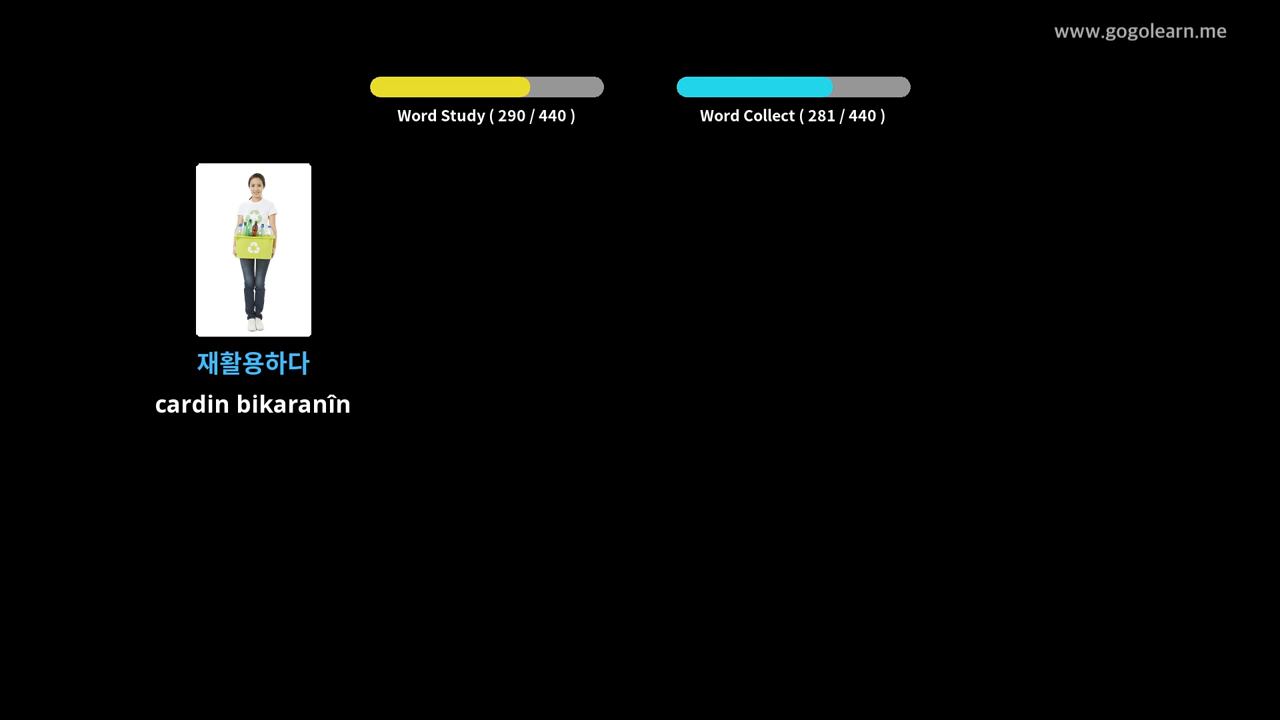 www.gogolearn.me
Word Study ( 290 / 440 )
Word Collect ( 281 / 440 )
재활용하다
cardin bikaranîn